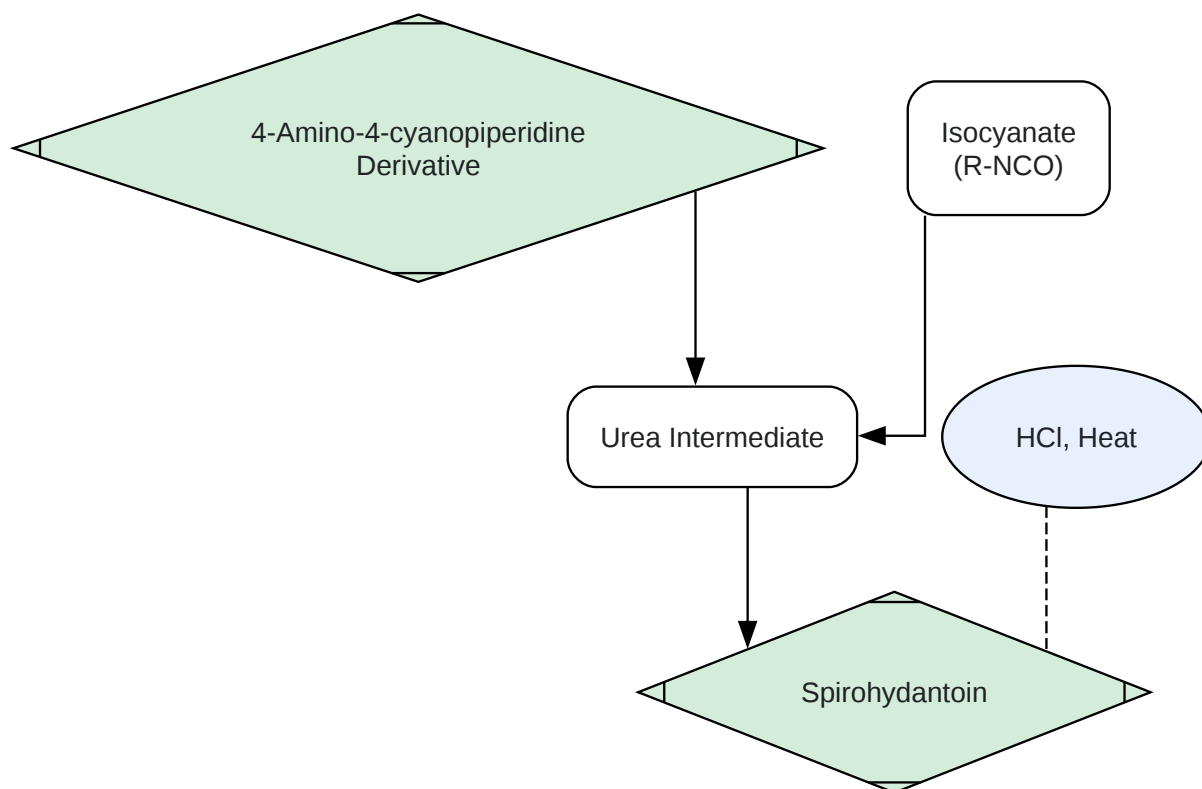 4-Amino-4-cyanopiperidine
Derivative
Isocyanate
(R-NCO)
Urea Intermediate
HCl, Heat
Spirohydantoin